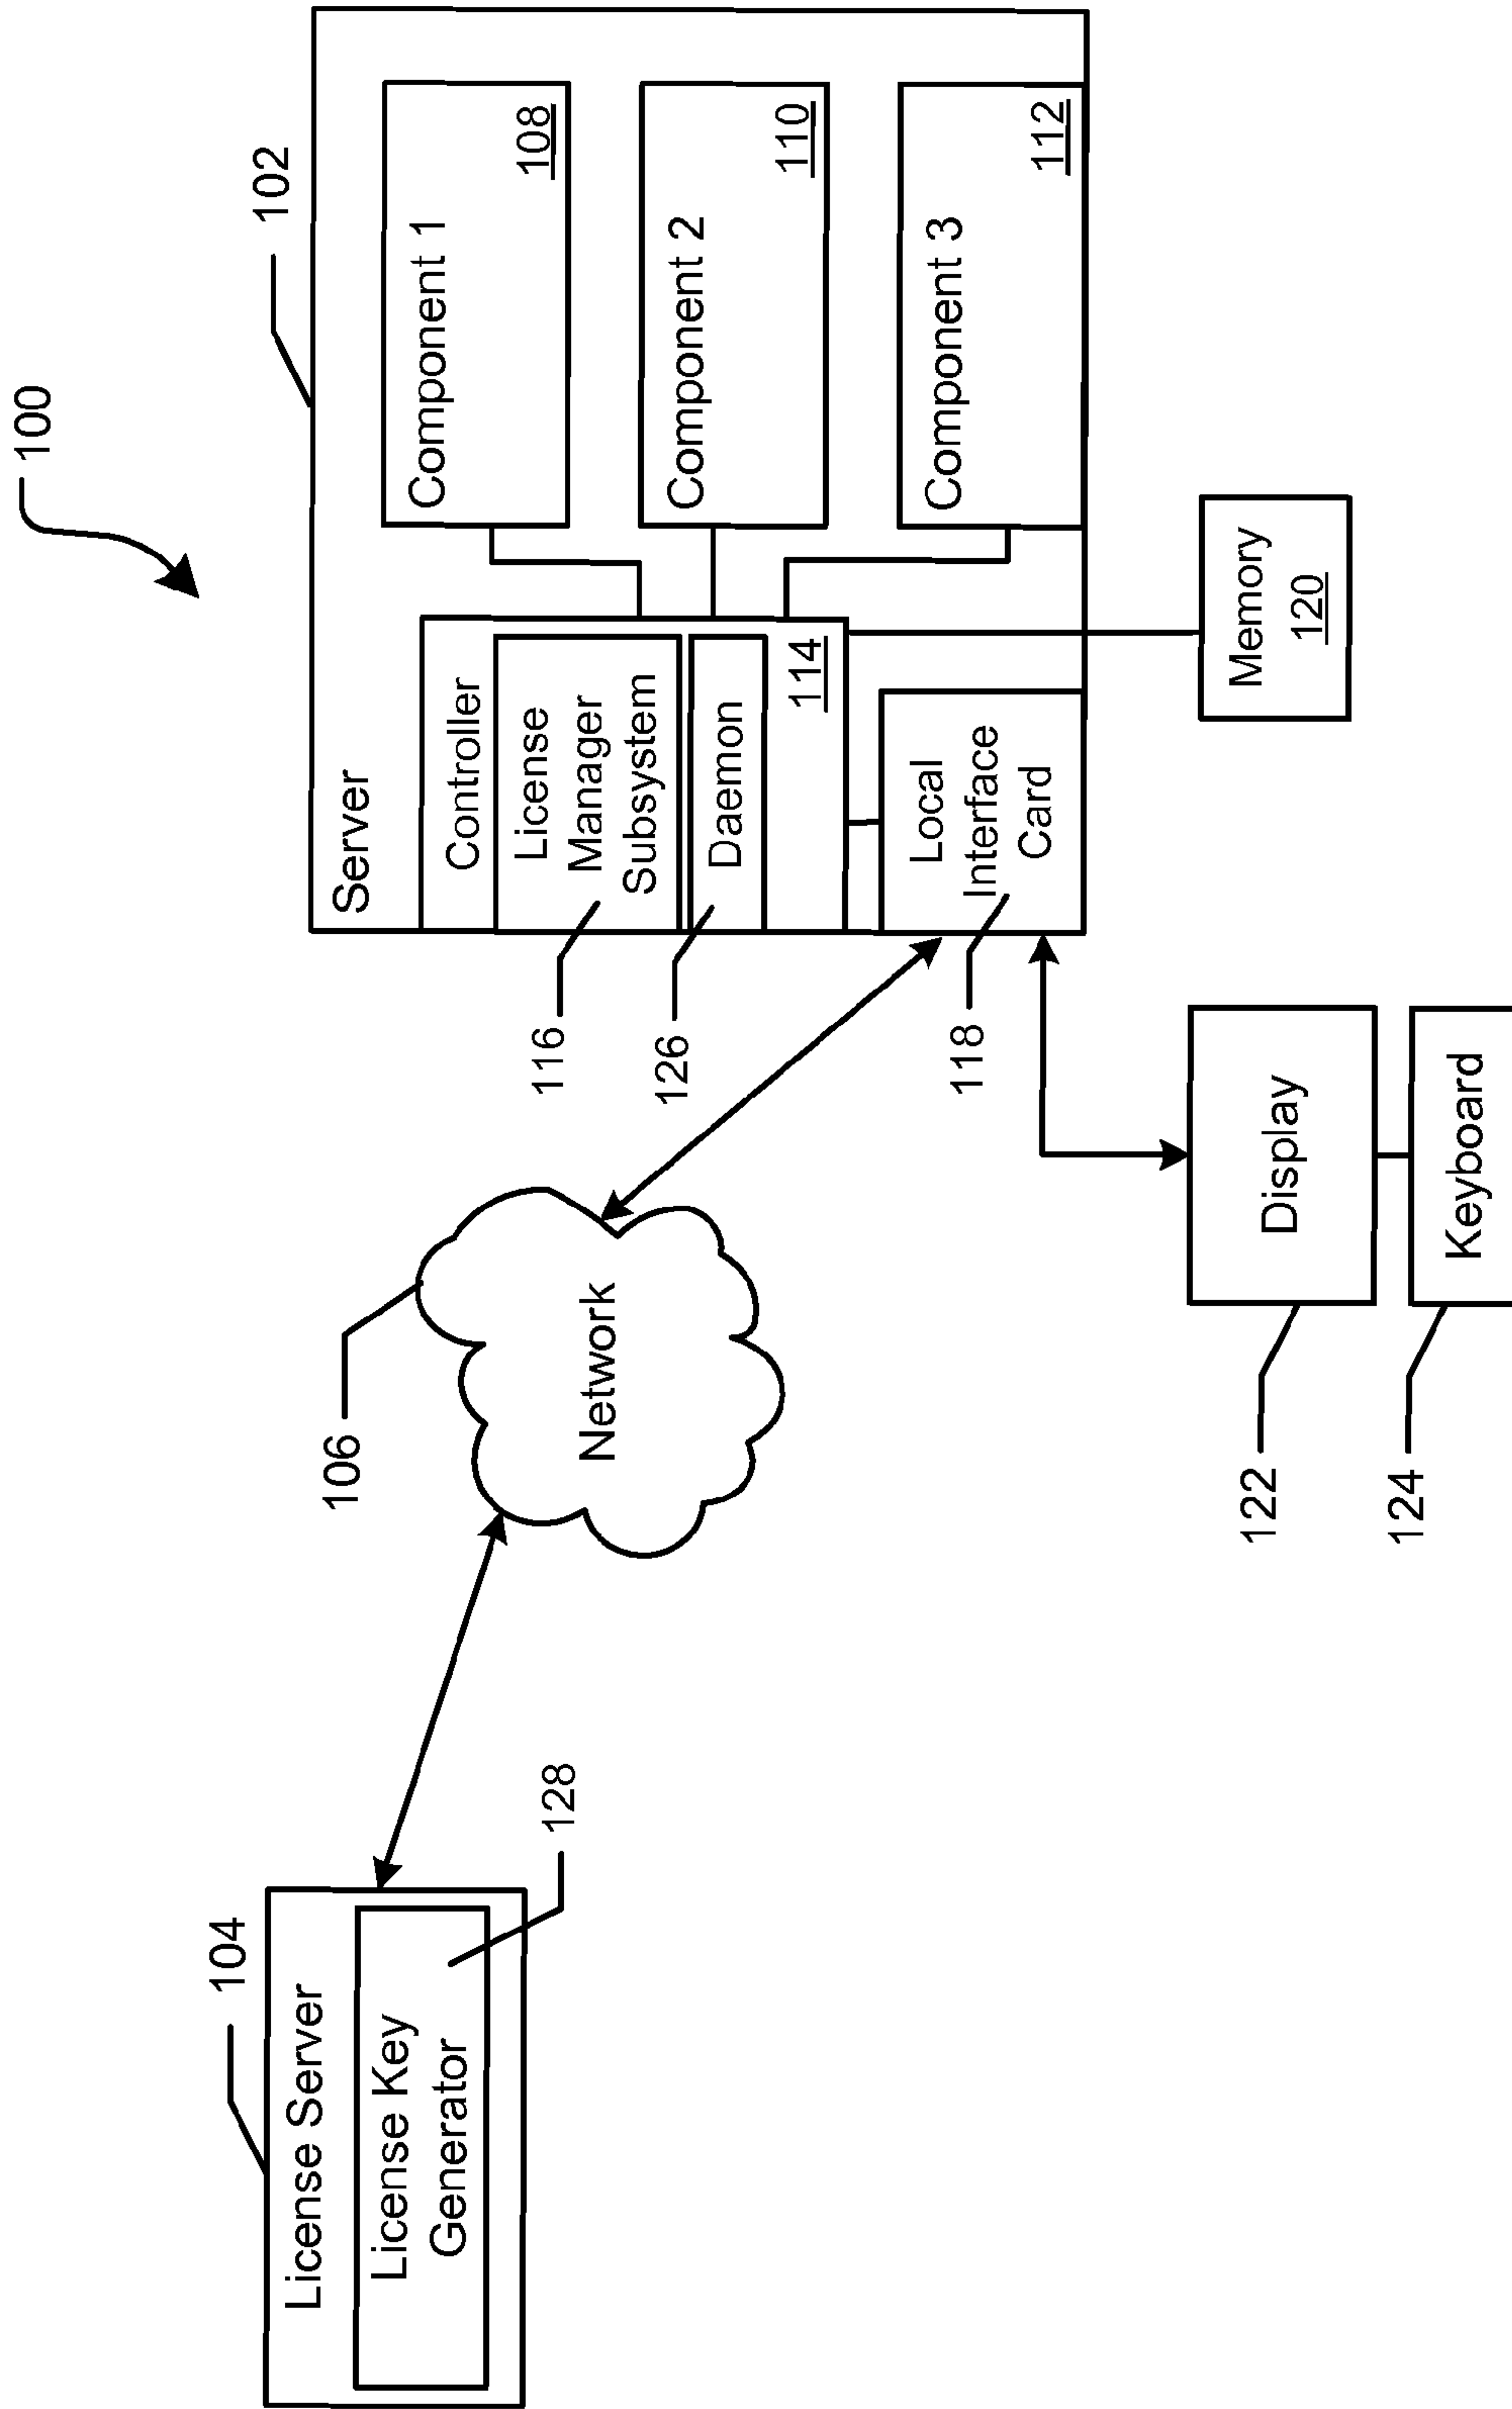 100
102
Server
Controller
License
Manager
Subsystem
Daemon
114
Local
Interface
Card
Component 1
108
Component 2
110
Component 3
112
116
126
118
Memory
120
106
Network
104
License Server
License Key
Generator
128
Display
122
Keyboard
124